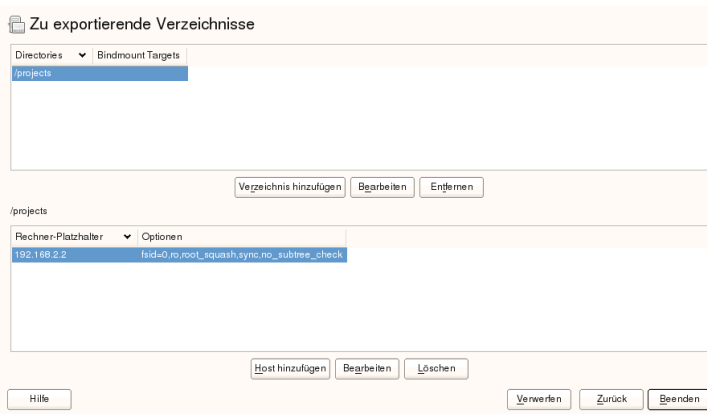 Zu exportierende Verzeichnisse
Directories Bindmount Targets
/projects
Verzeichnis hinzufügen Bearbeiten Entfernen
/projects
Rechner-Platzhalter Optionen
192.168.2.2 fsid=0,ro,root_squash,sync,no_subtree_check
Host hinzufügen Bearbeiten Löschen
Hilfe Verwerfen Zurück Beenden